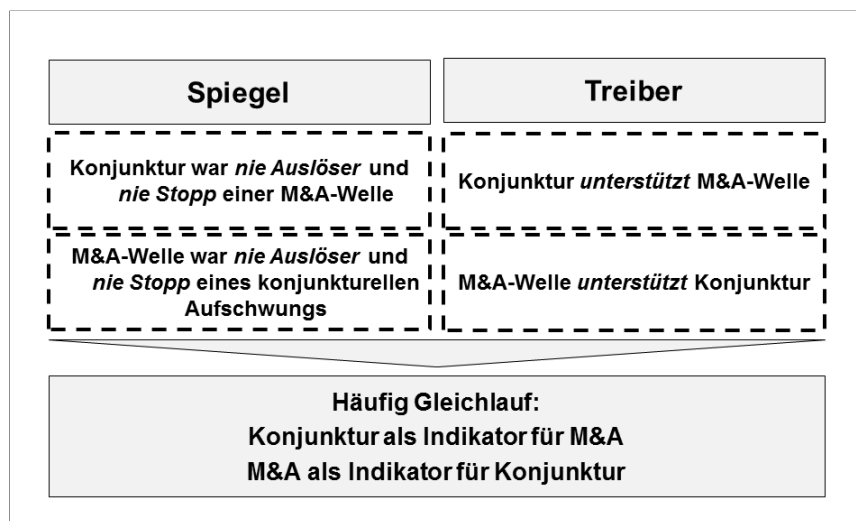 Spiegel
Treiber
Konjunktur war nie Auslöser und
nie Stopp einer M&A-Welle
Konjunktur unterstützt M&A-Welle
M&A-Welle war nie Auslöser und
nie Stopp eines konjunkturellen
Aufschwungs
M&A-Welle unterstützt Konjunktur
Häufig Gleichlauf:
Konjunktur als Indikator für M&A
M&A als Indikator für Konjunktur